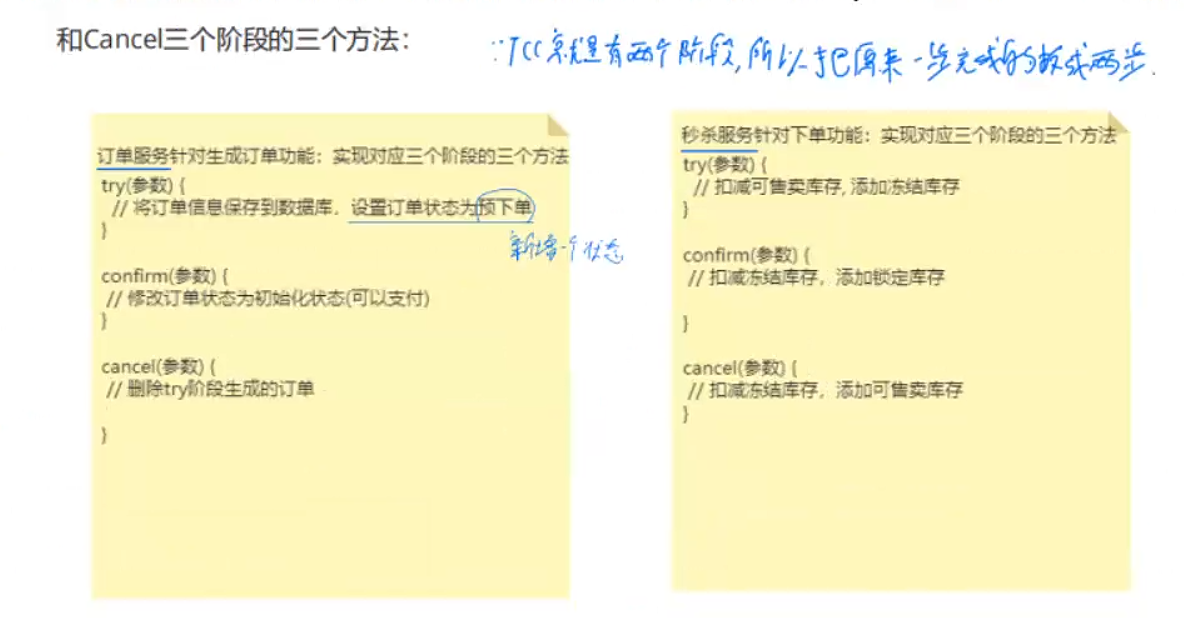 和Cancel三个阶段的三个方法：
∵TCC就是有两个阶段,所以才把原来一步完成的拆成两步.
订单服务针对生成订单功能：实现对应三个阶段的三个方法
try(参数) {
// 将订单信息保存到数据库，设置订单状态为预下单
}
新增一个状态
confirm(参数) {
// 修改订单状态为初始化状态(可以支付)
}
cancel(参数) {
// 删除try阶段生成的订单
}
秒杀服务针对下单功能：实现对应三个阶段的三个方法
try(参数) {
// 扣减可售卖库存, 添加冻结库存
}
confirm(参数) {
// 扣减冻结库存，添加锁定库存
}
cancel(参数) {
// 扣减冻结库存，添加可售卖库存
}